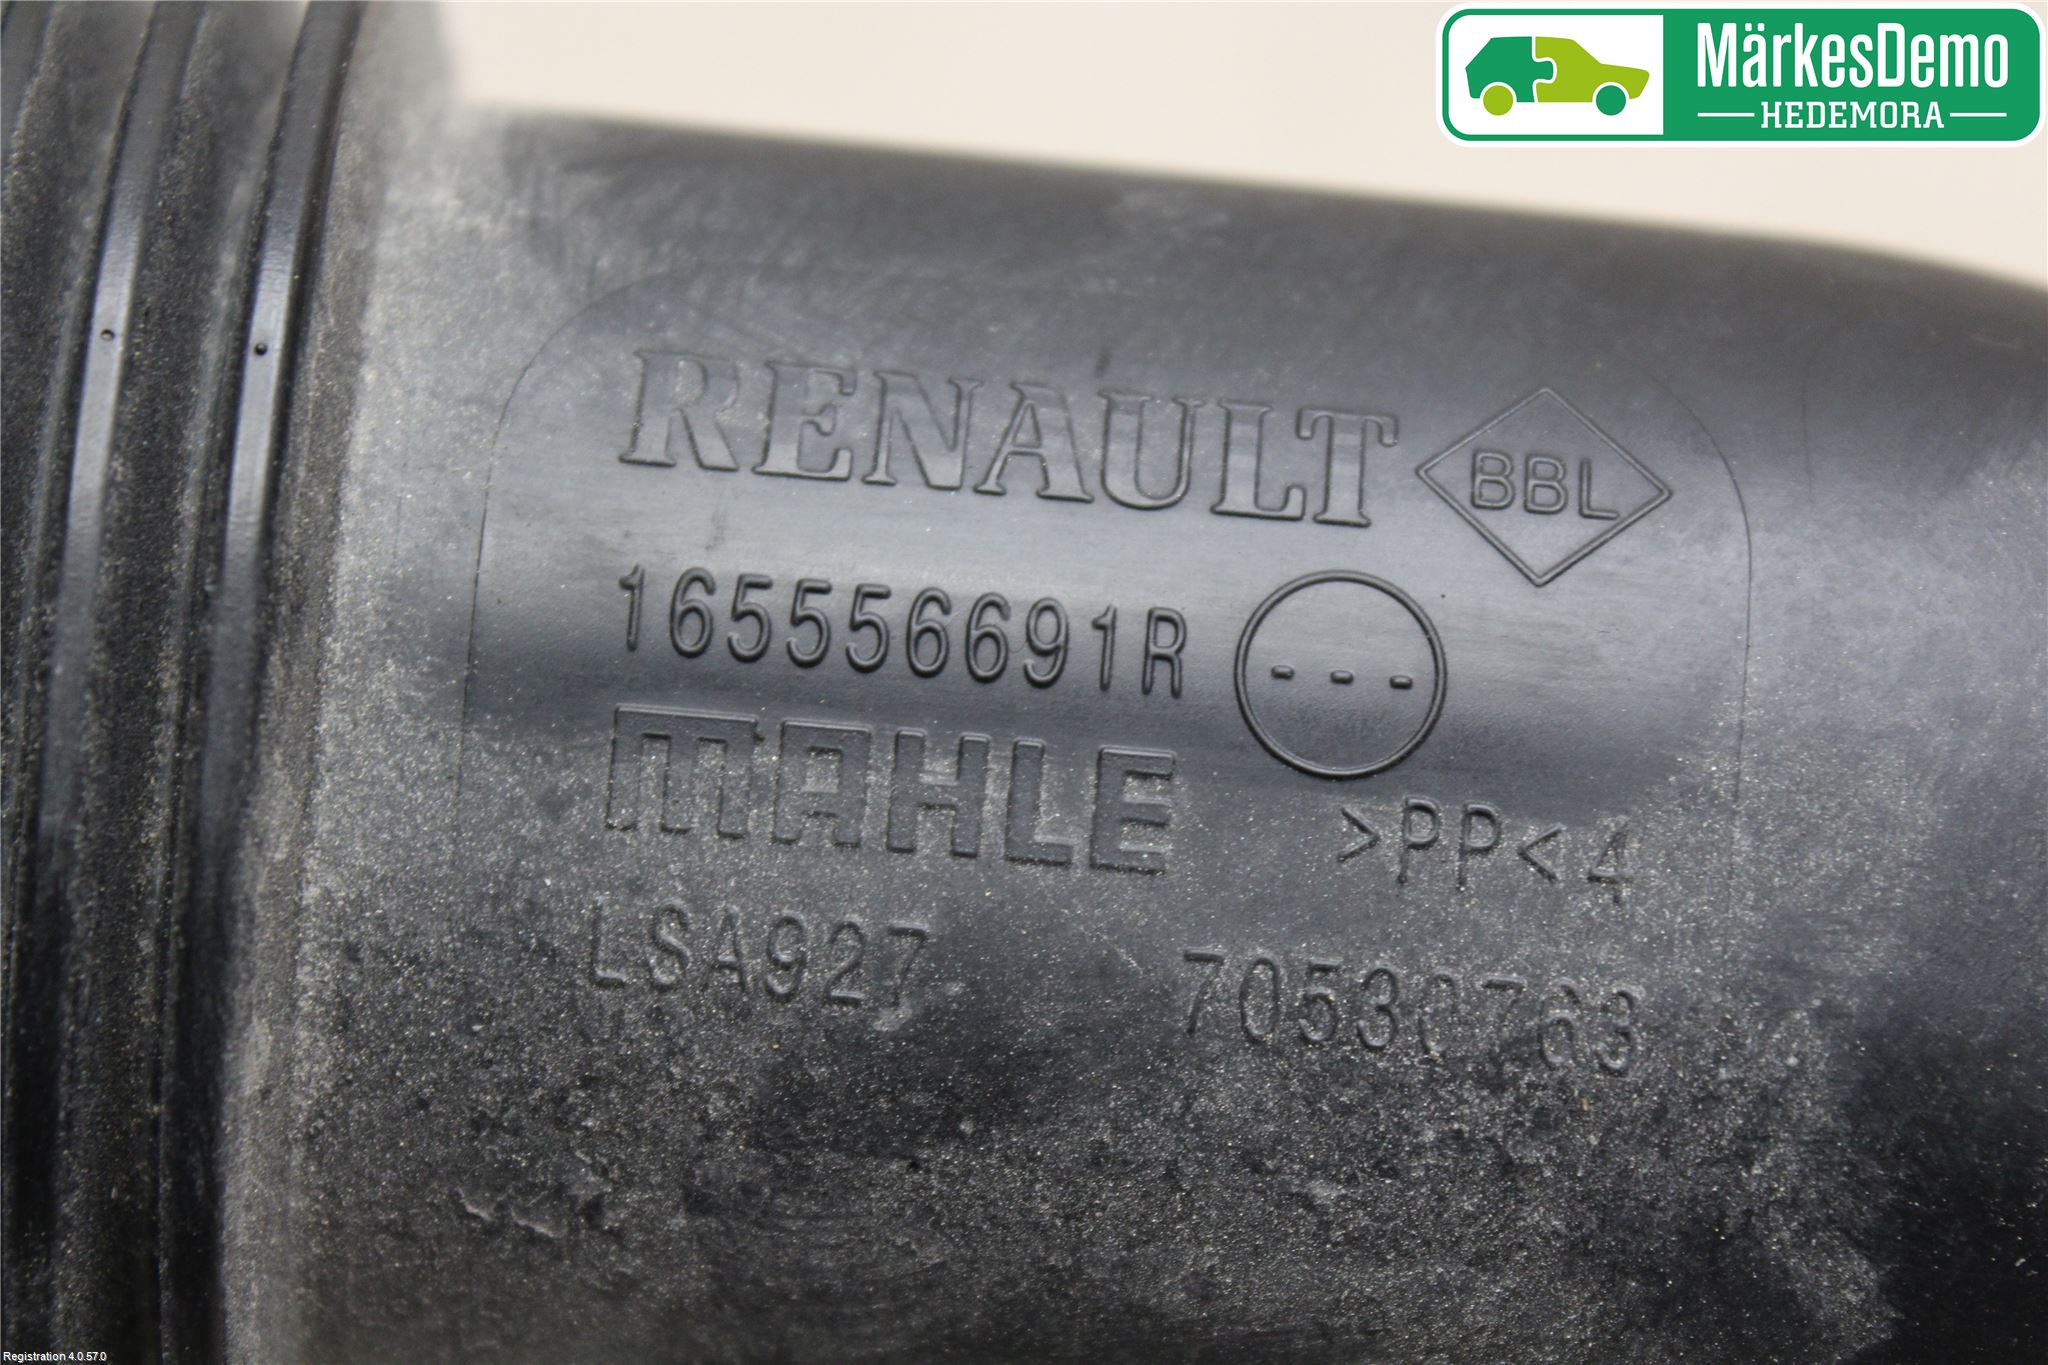 MärkesDemo
HEDEMORA
RENAULT BBL
165556691R ---
MAHLE
>PP<4
LSA927 70530763
Registration 4.0.57.0